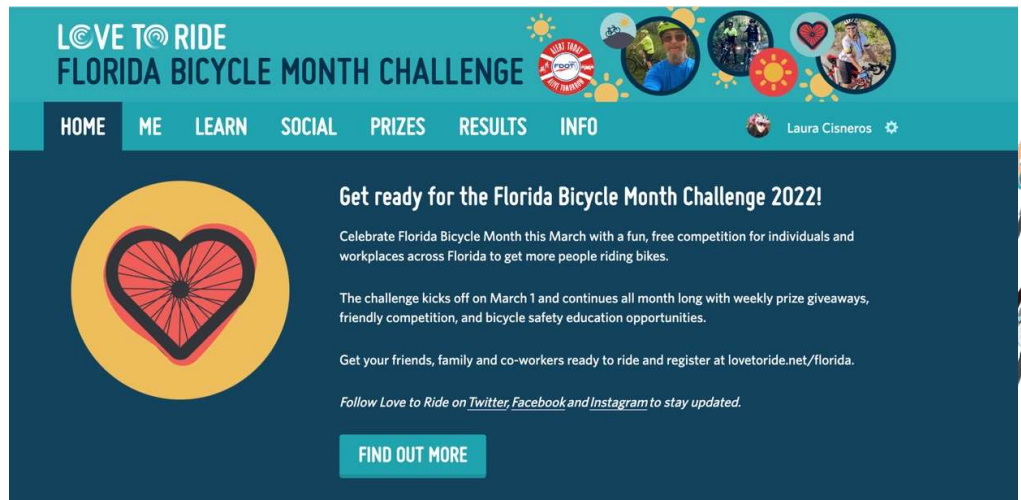 LOVE TO RIDE
FLORIDA BICYCLE MONTH CHALLENGE
ALERT TODAY
FDOT
ALIVE TOMORROW
HOME ME LEARN SOCIAL PRIZES RESULTS INFO Laura Cisneros
Get ready for the Florida Bicycle Month Challenge 2022!
Celebrate Florida Bicycle Month this March with a fun, free competition for individuals and
workplaces across Florida to get more people riding bikes.
The challenge kicks off on March 1 and continues all month long with weekly prize giveaways,
friendly competition, and bicycle safety education opportunities.
Get your friends, family and co-workers ready to ride and register at lovetoride.net/florida.
Follow Love to Ride on Twitter, Facebook and Instagram to stay updated.
FIND OUT MORE